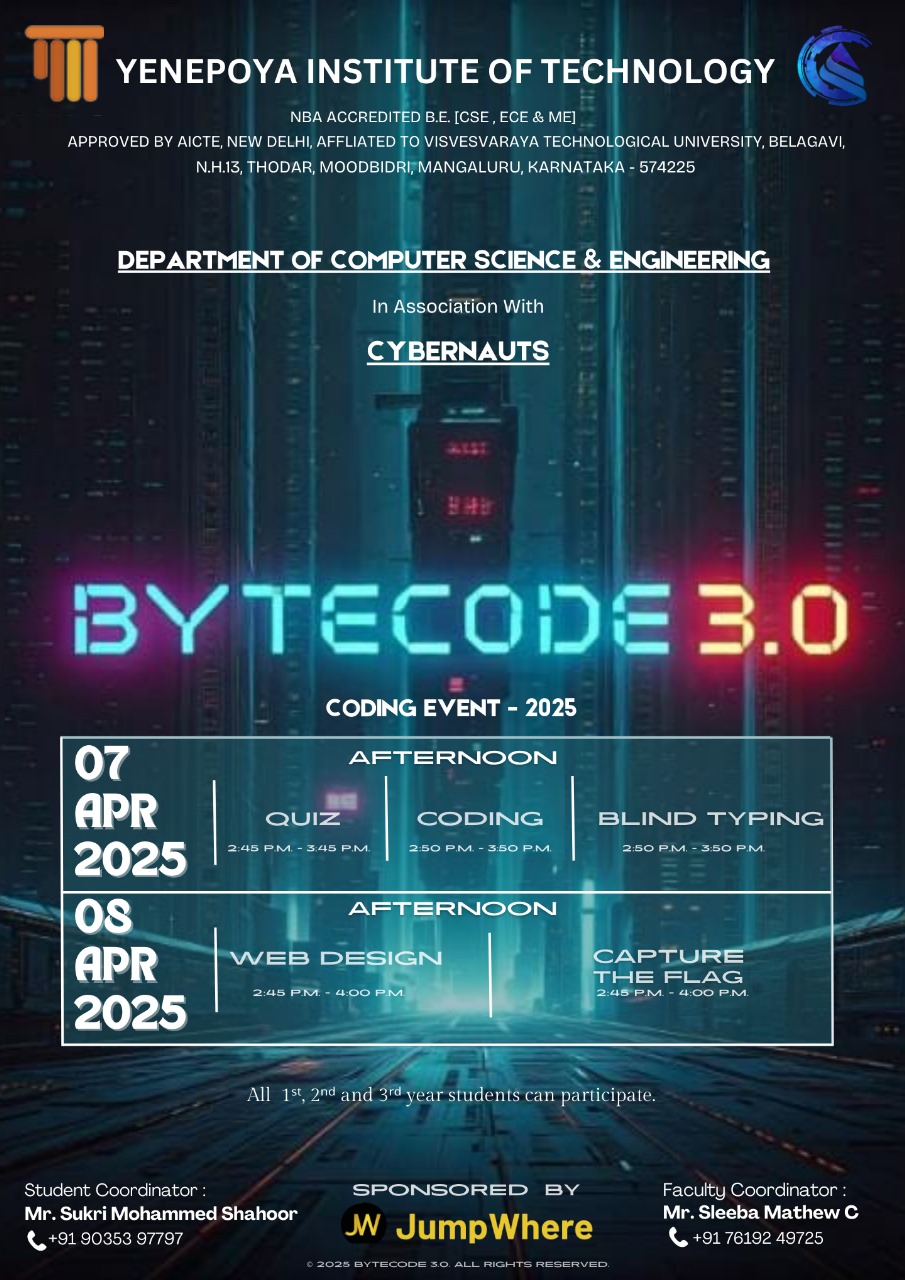 YENEPOYA INSTITUTE OF TECHNOLOGY
NBA ACCREDITED B.E. [CSE , ECE & ME]
APPROVED BY AICTE, NEW DELHI, AFFLIATED TO VISVESVARAYA TECHNOLOGICAL UNIVERSITY, BELAGAVI,
N.H.13, THODAR, MOODBIDRI, MANGALURU, KARNATAKA - 574225
DEPARTMENT OF COMPUTER SCIENCE & ENGINEERING
In Association With
CYBERNAUTS
BYTECODE 3.0
CODING EVENT - 2025
07
APR
2025
AFTERNOON
QUIZ
2:45 P.M. - 3:45 P.M.
CODING
2:50 P.M. - 3:50 P.M.
BLIND TYPING
2:50 P.M. - 3:50 P.M.
08
APR
2025
AFTERNOON
WEB DESIGN
2:45 P.M. - 4:00 P.M.
CAPTURE
THE FLAG
2:45 P.M. - 4:00 P.M.
All 1st, 2nd and 3rd year students can participate.
Student Coordinator :
Mr. Sukri Mohammed Shahoor
+91 90353 97797
SPONSORED BY
JW JumpWhere
Faculty Coordinator :
Mr. Sleeba Mathew C
+91 76192 49725
© 2025 BYTECODE 3.0. ALL RIGHTS RESERVED.